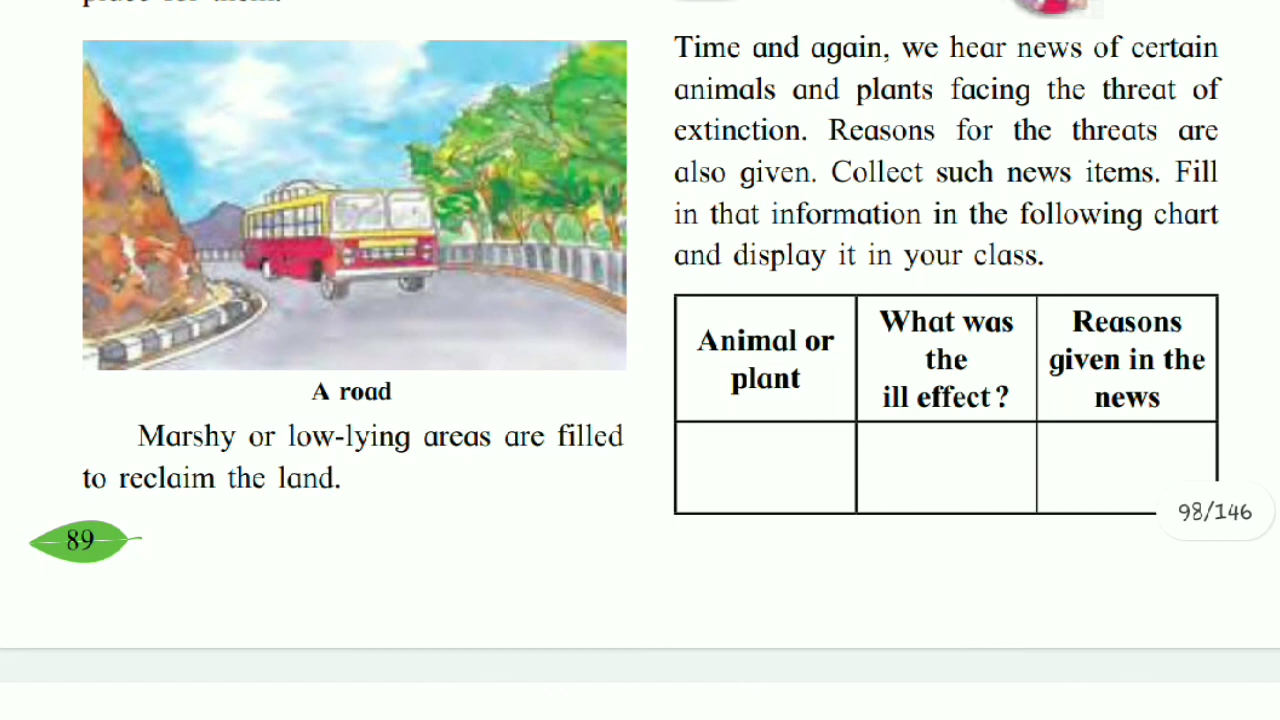 A road
Marshy or low-lying areas are filled
to reclaim the land.
89
Time and again, we hear news of certain
animals and plants facing the threat of
extinction. Reasons for the threats are
also given. Collect such news items. Fill
in that information in the following chart
and display it in your class.
Animal or
plant
What was
the
ill effect?
Reasons
given in the
news
98/146